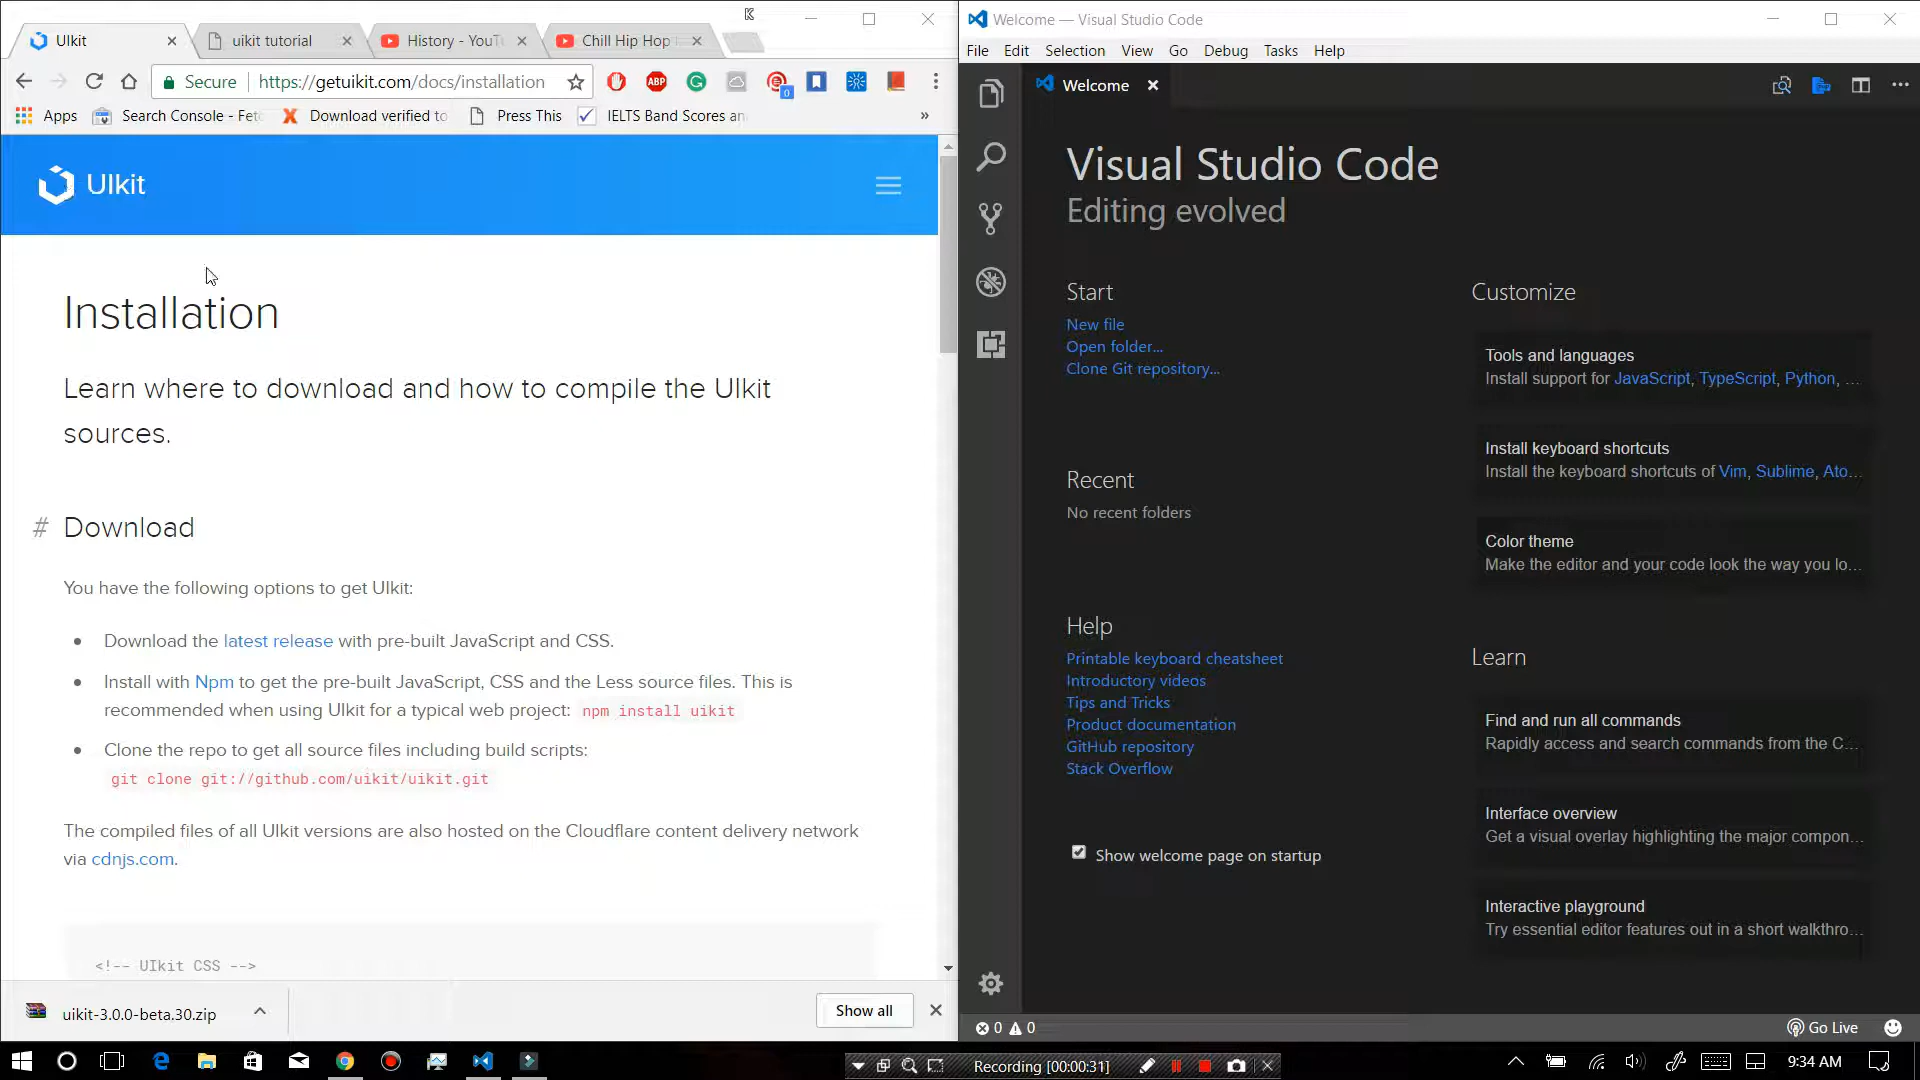 UIkit
uikit tutorial
History - YouT
Chill Hip Hop
K
Secure
https://getuikit.com/docs/installation
ABP
0
Apps
Search Console - Fet
Download verified to
Press This
IELTS Band Scores an
»
UIkit
Installation
Learn where to download and how to compile the UIkit
sources.
# Download
You have the following options to get UIkit:
Download the latest release with pre-built JavaScript and CSS.
Install with Npm to get the pre-built JavaScript, CSS and the Less source files. This is
recommended when using UIkit for a typical web project: npm install uikit
Clone the repo to get all source files including build scripts:
git clone git://github.com/uikit/uikit.git
The compiled files of all UIkit versions are also hosted on the Cloudflare content delivery network
via cdnjs.com.
<!-- UIkit CSS -->
uikit-3.0.0-beta.30.zip
Show all
Welcome — Visual Studio Code
File Edit Selection View Go Debug Tasks Help
Welcome
Visual Studio Code
Editing evolved
Start
New file
Open folder...
Clone Git repository...
Recent
No recent folders
Help
Printable keyboard cheatsheet
Introductory videos
Tips and Tricks
Product documentation
GitHub repository
Stack Overflow
Show welcome page on startup
Customize
Tools and languages
Install support for JavaScript, TypeScript, Python, ...
Install keyboard shortcuts
Install the keyboard shortcuts of Vim, Sublime, Ato...
Color theme
Make the editor and your code look the way you lo...
Learn
Find and run all commands
Rapidly access and search commands from the C...
Interface overview
Get a visual overlay highlighting the major compon...
Interactive playground
Try essential editor features out in a short walkthro...
0 0
Go Live
Recording [00:00:31]
9:34 AM